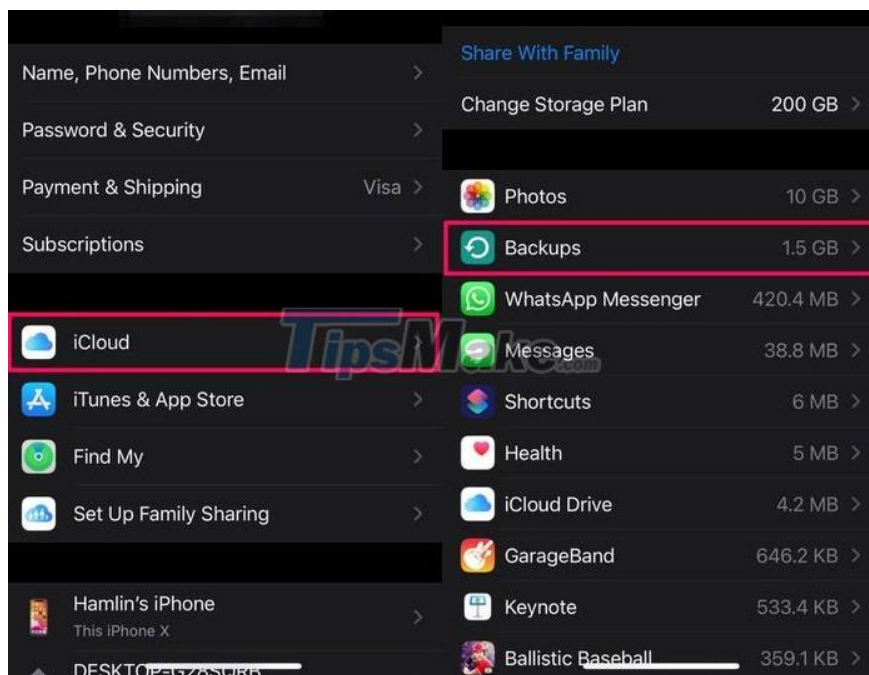 Name, Phone Numbers, Email
Password & Security
Payment & Shipping Visa
Subscriptions
iCloud
iTunes & App Store
Find My
Set Up Family Sharing
Hamlin's iPhone
This iPhone X
Share With Family
Change Storage Plan 200 GB
Photos 10 GB
Backups 1.5 GB
WhatsApp Messenger 420.4 MB
Messages 38.8 MB
Shortcuts 6 MB
Health 5 MB
iCloud Drive 4.2 MB
GarageBand 646.2 KB
Keynote 533.4 KB
Ballistic Baseball 359.1 KB
TipsMake.com